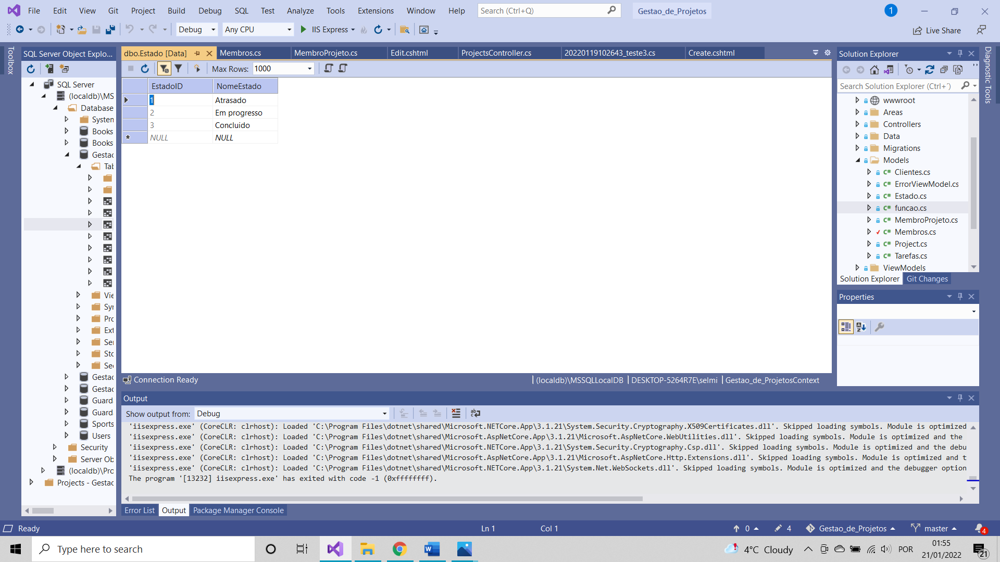 File Edit View Git Project Build Debug SQL Test Analyze Tools Extensions Window Help Search (Ctrl+Q) Gestao_de_Projetos 1
Debug Any CPU IIS Express Live Share
Toolbox
SQL Server Object Explo...
SQL Server
(localdb)\MS
Database
System
Books
Books
Gestac
Tab
Vie
Syr
Prc
Ext
Ser
Stc
Sec
Gestac
Gestac
Guard
Guard
Sports
Users
Security
Server Ob
(localdb)\Pro
Projects - Gestac
dbo.Estado [Data] Membros.cs MembroProjeto.cs Edit.cshtml ProjectsController.cs 20220119102643_teste3.cs Create.cshtml
Max Rows: 1000
EstadoID NomeEstado
1 Atrasado
2 Em progresso
3 Concluido
NULL NULL
Connection Ready (localdb)\MSSQLLocalDB DESKTOP-5264R7E\selmi Gestao_de_ProjetosContext
Output
Show output from: Debug
'iisexpress.exe' (CoreCLR: clrhost): Loaded 'C:\Program Files\dotnet\shared\Microsoft.NETCore.App\3.1.21\System.Security.Cryptography.X509Certificates.dll'. Skipped loading symbols. Module is optimized
'iisexpress.exe' (CoreCLR: clrhost): Loaded 'C:\Program Files\dotnet\shared\Microsoft.AspNetCore.App\3.1.21\Microsoft.AspNetCore.WebUtilities.dll'. Skipped loading symbols. Module is optimized and the
'iisexpress.exe' (CoreCLR: clrhost): Loaded 'C:\Program Files\dotnet\shared\Microsoft.NETCore.App\3.1.21\System.Security.Cryptography.Csp.dll'. Skipped loading symbols. Module is optimized and the debu
'iisexpress.exe' (CoreCLR: clrhost): Loaded 'C:\Program Files\dotnet\shared\Microsoft.AspNetCore.App\3.1.21\Microsoft.AspNetCore.Http.Extensions.dll'. Skipped loading symbols. Module is optimized and t
'iisexpress.exe' (CoreCLR: clrhost): Loaded 'C:\Program Files\dotnet\shared\Microsoft.NETCore.App\3.1.21\System.Net.WebSockets.dll'. Skipped loading symbols. Module is optimized and the debugger option
The program '[13232] iisexpress.exe' has exited with code -1 (0xffffffff).
Error List Output Package Manager Console
Solution Explorer
Search Solution Explorer (Ctrl+´)
wwwroot
Areas
Controllers
Data
Migrations
Models
C# Clientes.cs
C# ErrorViewModel.cs
C# Estado.cs
C# funcao.cs
C# MembroProjeto.cs
C# Membros.cs
C# Project.cs
C# Tarefas.cs
ViewModels
Solution Explorer Git Changes
Properties
Diagnostic Tools
Ready Ln 1 Col 1 0 4 Gestao_de_Projetos master 4
Type here to search 4°C Cloudy POR 01:55
21/01/2022 21